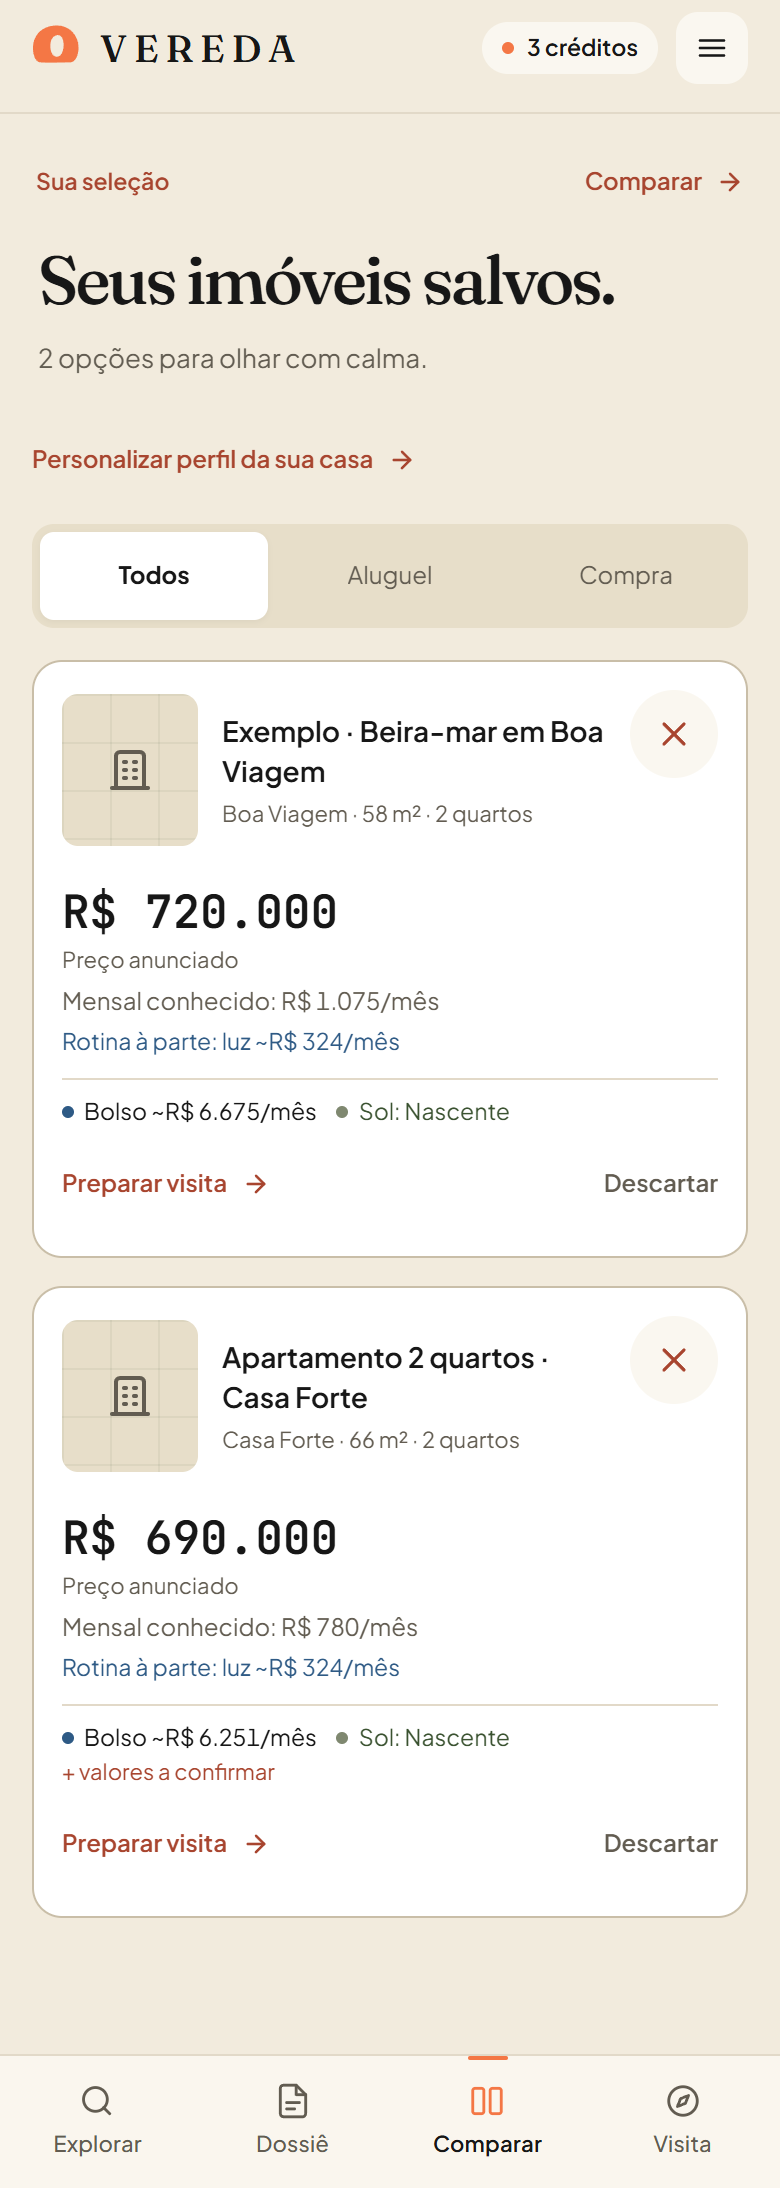 VEREDA
3 créditos
Sua seleção
Comparar →
Seus imóveis salvos.
2 opções para olhar com calma.
Personalizar perfil da sua casa →
Todos
Aluguel
Compra
Exemplo · Beira-mar em Boa
Viagem
Boa Viagem · 58 m² · 2 quartos
R$ 720.000
Preço anunciado
Mensal conhecido: R$ 1.075/mês
Rotina à parte: luz ~R$ 324/mês
Bolso ~R$ 6.675/mês
Sol: Nascente
Preparar visita →
Descartar
Apartamento 2 quartos ·
Casa Forte
Casa Forte · 66 m² · 2 quartos
R$ 690.000
Preço anunciado
Mensal conhecido: R$ 780/mês
Rotina à parte: luz ~R$ 324/mês
Bolso ~R$ 6.251/mês
Sol: Nascente
+ valores a confirmar
Preparar visita →
Descartar
Explorar
Dossiê
Comparar
Visita